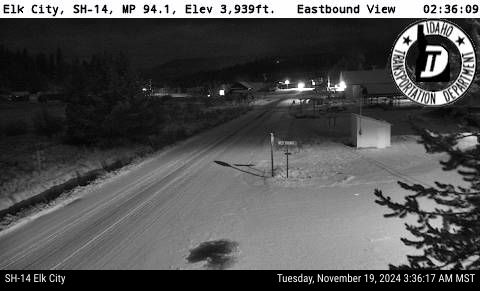 Elk City, SH-14, MP 94.1, Elev 3,939ft. Eastbound View 02:36:09
IDAHO
TRANSPORTATION DEPARTMENT
SH-14 Elk City Tuesday, November 19, 2024 3:36:17 AM MST